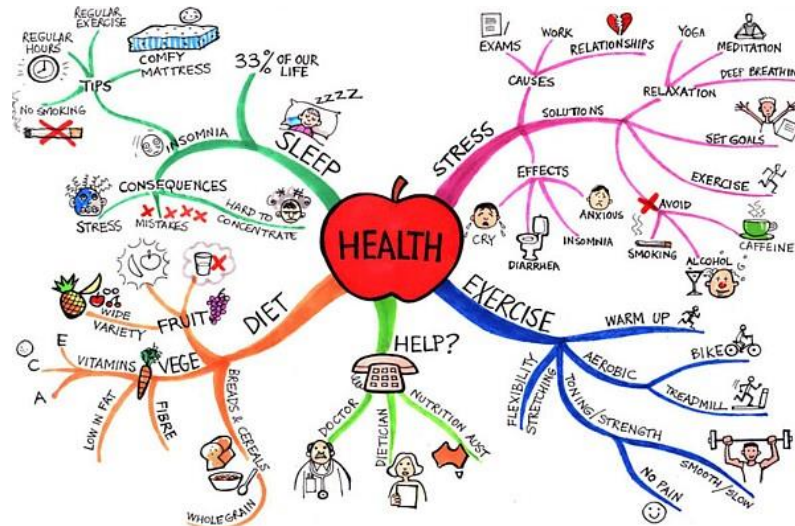 HEALTH
SLEEP
33% OF OUR
LIFE
ZZZZ
INSOMNIA
TIPS
REGULAR
EXERCISE
REGULAR
HOURS
COMFY
MATTRESS
NO SMOKING
CONSEQUENCES
STRESS
MISTAKES
HARD TO
CONCENTRATE
STRESS
CAUSES
/EXAMS
WORK
RELATIONSHIPS
EFFECTS
CRY
DIARRHEA
INSOMNIA
ANXIOUS
SOLUTIONS
RELAXATION
YOGA
MEDITATION
DEEP BREATHING
SET GOALS
EXERCISE
AVOID
SMOKING
ALCOHOL
CAFFEINE
DIET
FRUIT
WIDE
VARIETY
VEGE
VITAMINS
E
C
A
LOW IN FAT
FIBRE
BREADS & CEREALS
WHOLEGRAIN
HELP?
DOCTOR
DIETICIAN
NUTRITION AUST
EXERCISE
WARM UP
AEROBIC
BIKE
TREADMILL
TONING/STRENGTH
SMOOTH/SLOW
NO PAIN
FLEXIBILITY
STRETCHING